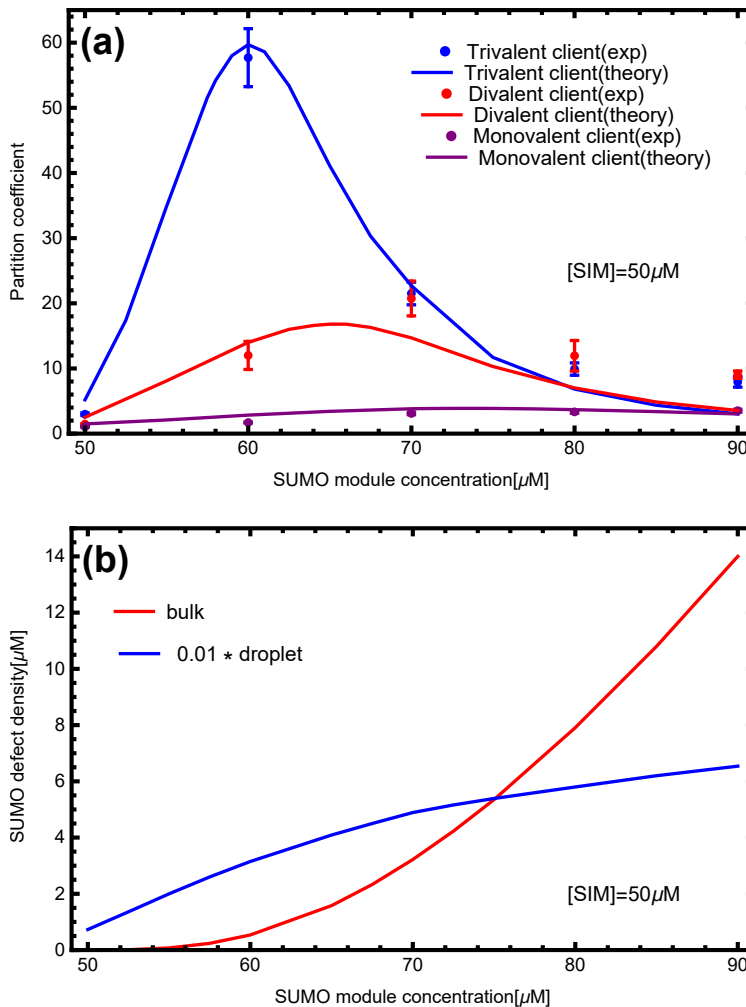 (a)
60
50
40
30
20
10
0
Partition coefficient
Trivalent client(exp)
Trivalent client(theory)
Divalent client(exp)
Divalent client(theory)
Monovalent client(exp)
Monovalent client(theory)
[SIM]=50μM
50 60 70 80 90
SUMO module concentration[μM]
(b)
14
12
10
8
6
4
2
0
SUMO defect density[μM]
bulk
0.01 * droplet
[SIM]=50μM
50 60 70 80 90
SUMO module concentration[μM]